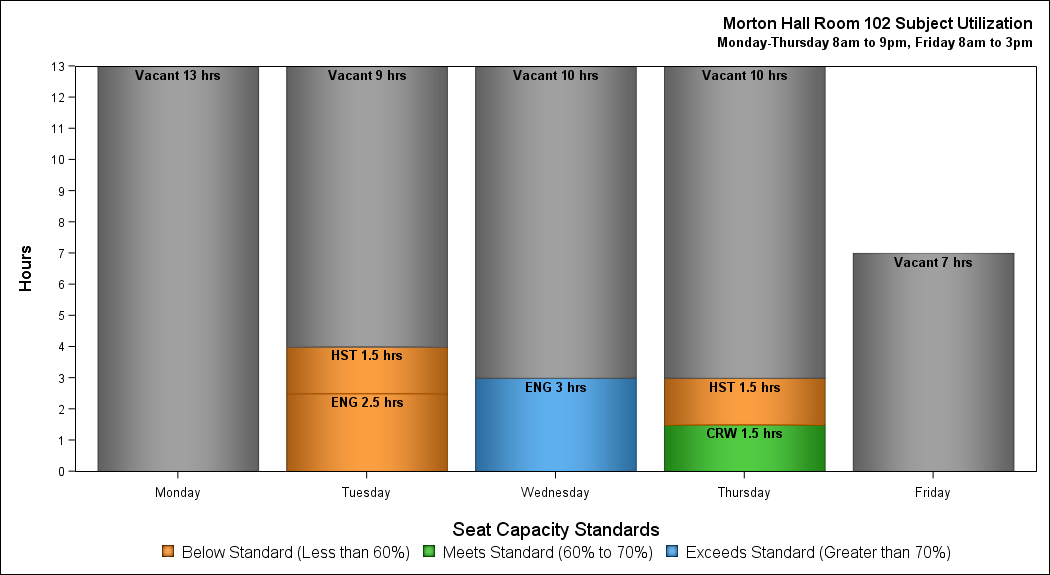 Morton Hall Room 102 Subject Utilization
Monday-Thursday 8am to 9pm, Friday 8am to 3pm
Hours
13
12
11
10
9
8
7
6
5
4
3
2
1
0
Vacant 13 hrs
Vacant 9 hrs
HST 1.5 hrs
ENG 2.5 hrs
Vacant 10 hrs
ENG 3 hrs
Vacant 10 hrs
HST 1.5 hrs
CRW 1.5 hrs
Vacant 7 hrs
Monday Tuesday Wednesday Thursday Friday
Seat Capacity Standards
Below Standard (Less than 60%) Meets Standard (60% to 70%) Exceeds Standard (Greater than 70%)